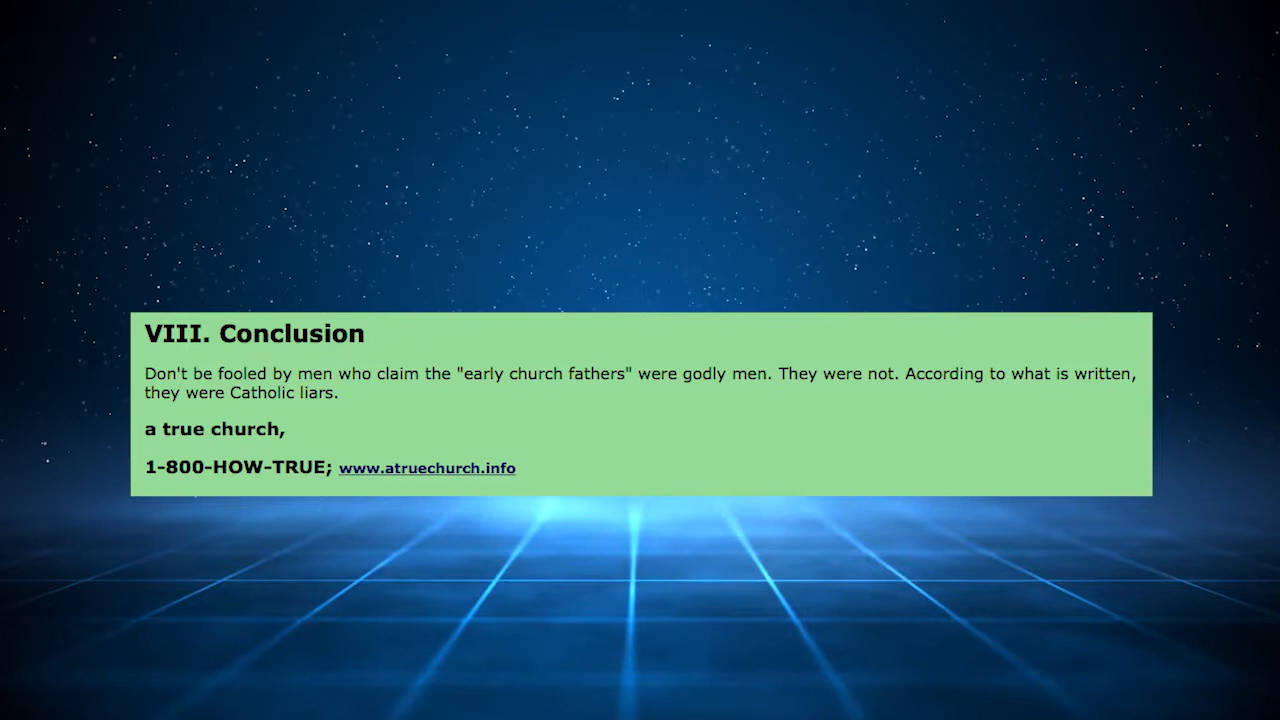 VIII. Conclusion
Don't be fooled by men who claim the "early church fathers" were godly men. They were not. According to what is written,
they were Catholic liars.
a true church,
1-800-HOW-TRUE; www.atruechurch.info